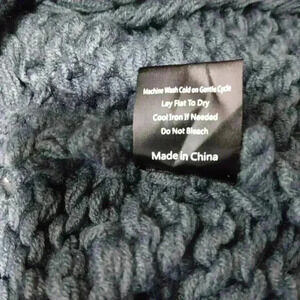 Machine Wash Cold on Gentle Cycle
Lay Flat To Dry
Cool Iron If Needed
Do Not Bleach
Made in China